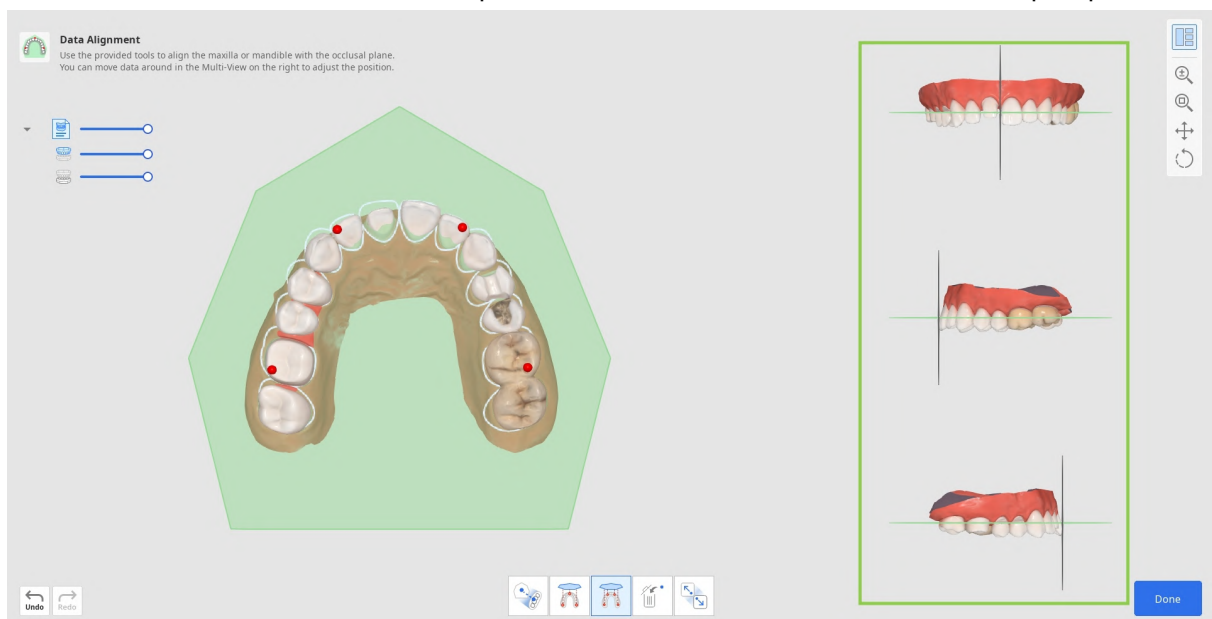 Data Alignment
Use the provided tools to align the maxilla or mandible with the occlusal plane.
You can move data around in the Multi-View on the right to adjust the position.
Undo
Redo
Done